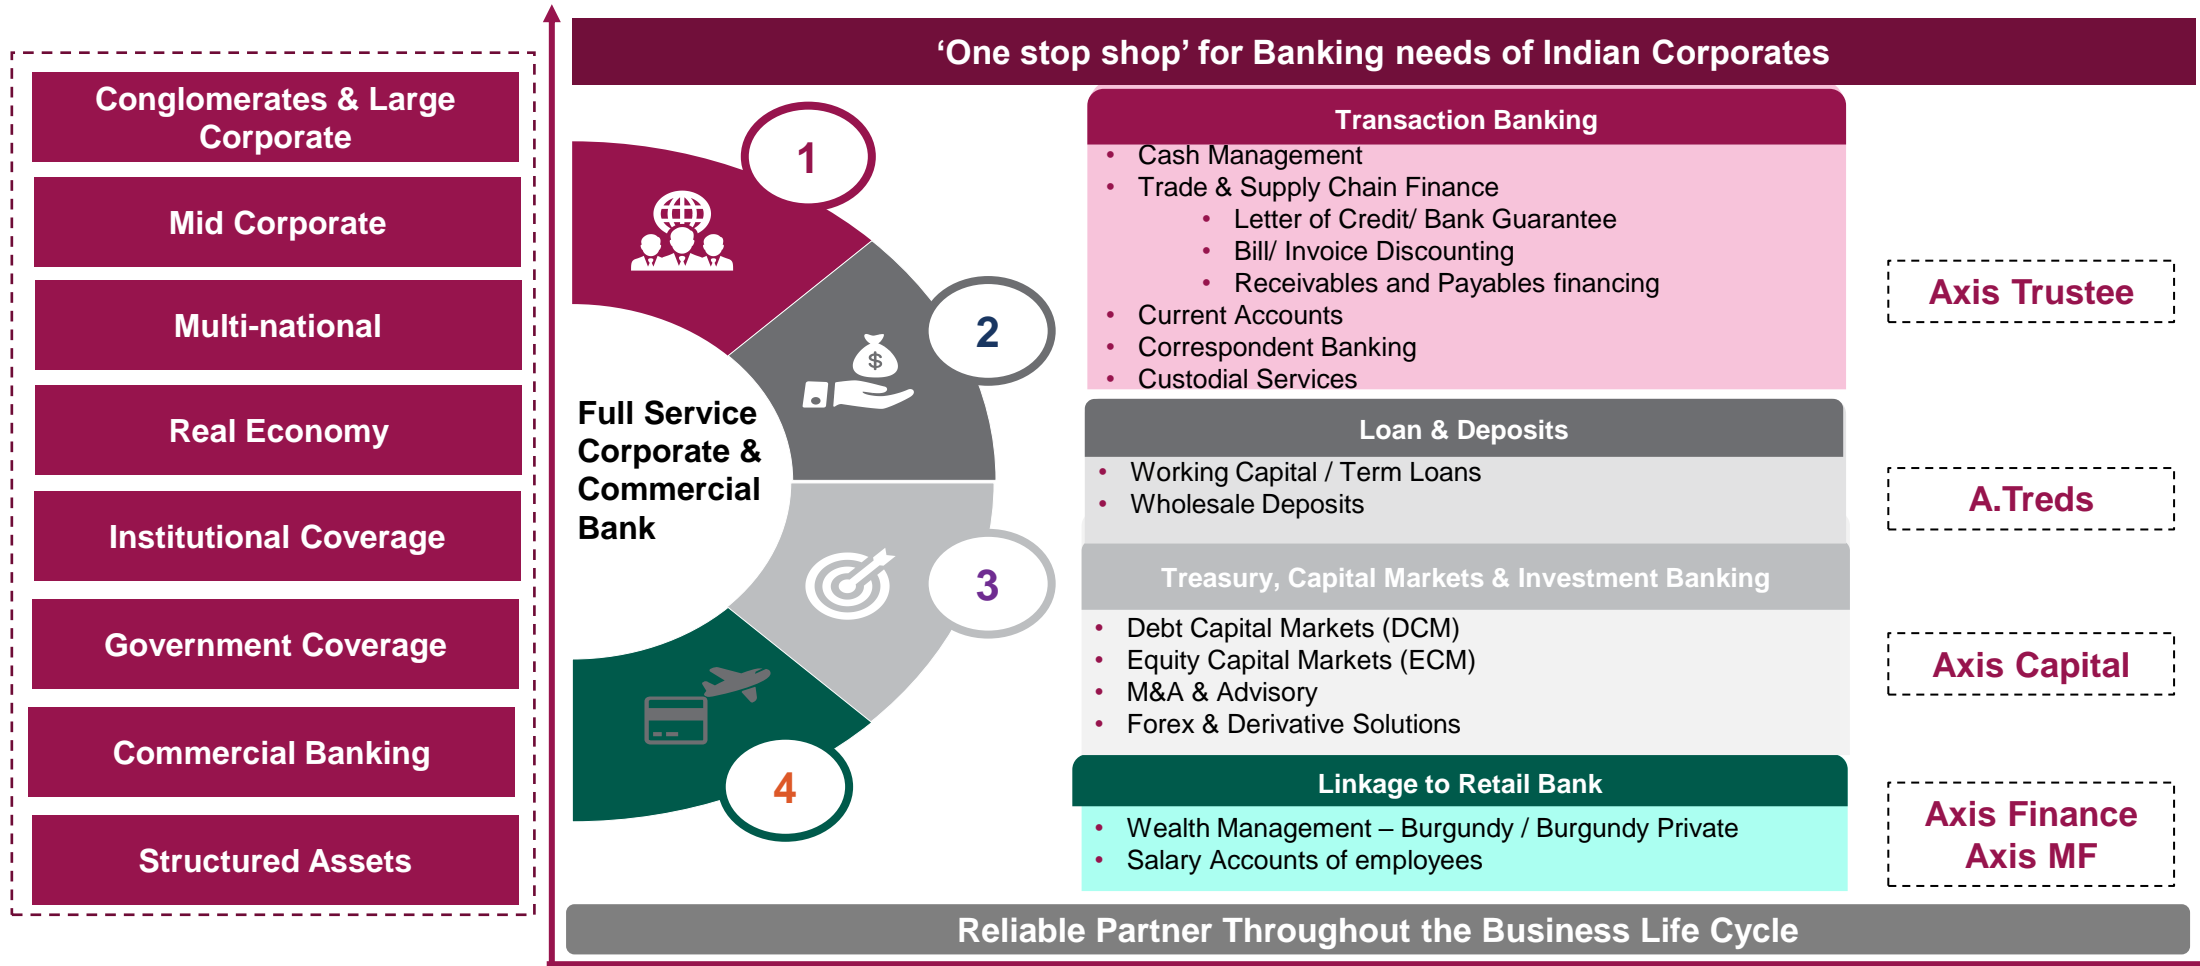 ‘One stop shop’ for Banking needs of Indian Corporates
Conglomerates & Large
Corporate
Mid Corporate
Multi-national
Real Economy
Institutional Coverage
Government Coverage
Commercial Banking
Structured Assets
Full Service
Corporate &
Commercial
Bank
1
2
$
3
4
Transaction Banking
• Cash Management
• Trade & Supply Chain Finance
• Letter of Credit/ Bank Guarantee
• Bill/ Invoice Discounting
• Receivables and Payables financing
• Current Accounts
• Correspondent Banking
• Custodial Services
Loan & Deposits
• Working Capital / Term Loans
• Wholesale Deposits
Treasury, Capital Markets & Investment Banking
• Debt Capital Markets (DCM)
• Equity Capital Markets (ECM)
• M&A & Advisory
• Forex & Derivative Solutions
Linkage to Retail Bank
• Wealth Management – Burgundy / Burgundy Private
• Salary Accounts of employees
Axis Trustee
A.Treds
Axis Capital
Axis Finance
Axis MF
Reliable Partner Throughout the Business Life Cycle